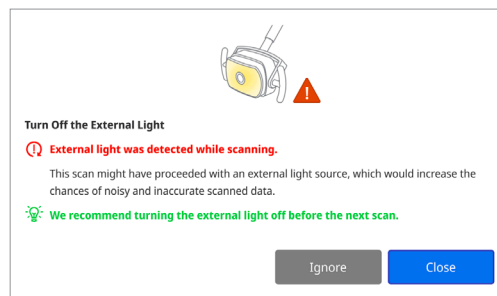 Turn Off the External Light
External light was detected while scanning.
This scan might have proceeded with an external light source, which would increase the
chances of noisy and inaccurate scanned data.
We recommend turning the external light off before the next scan.
Ignore
Close